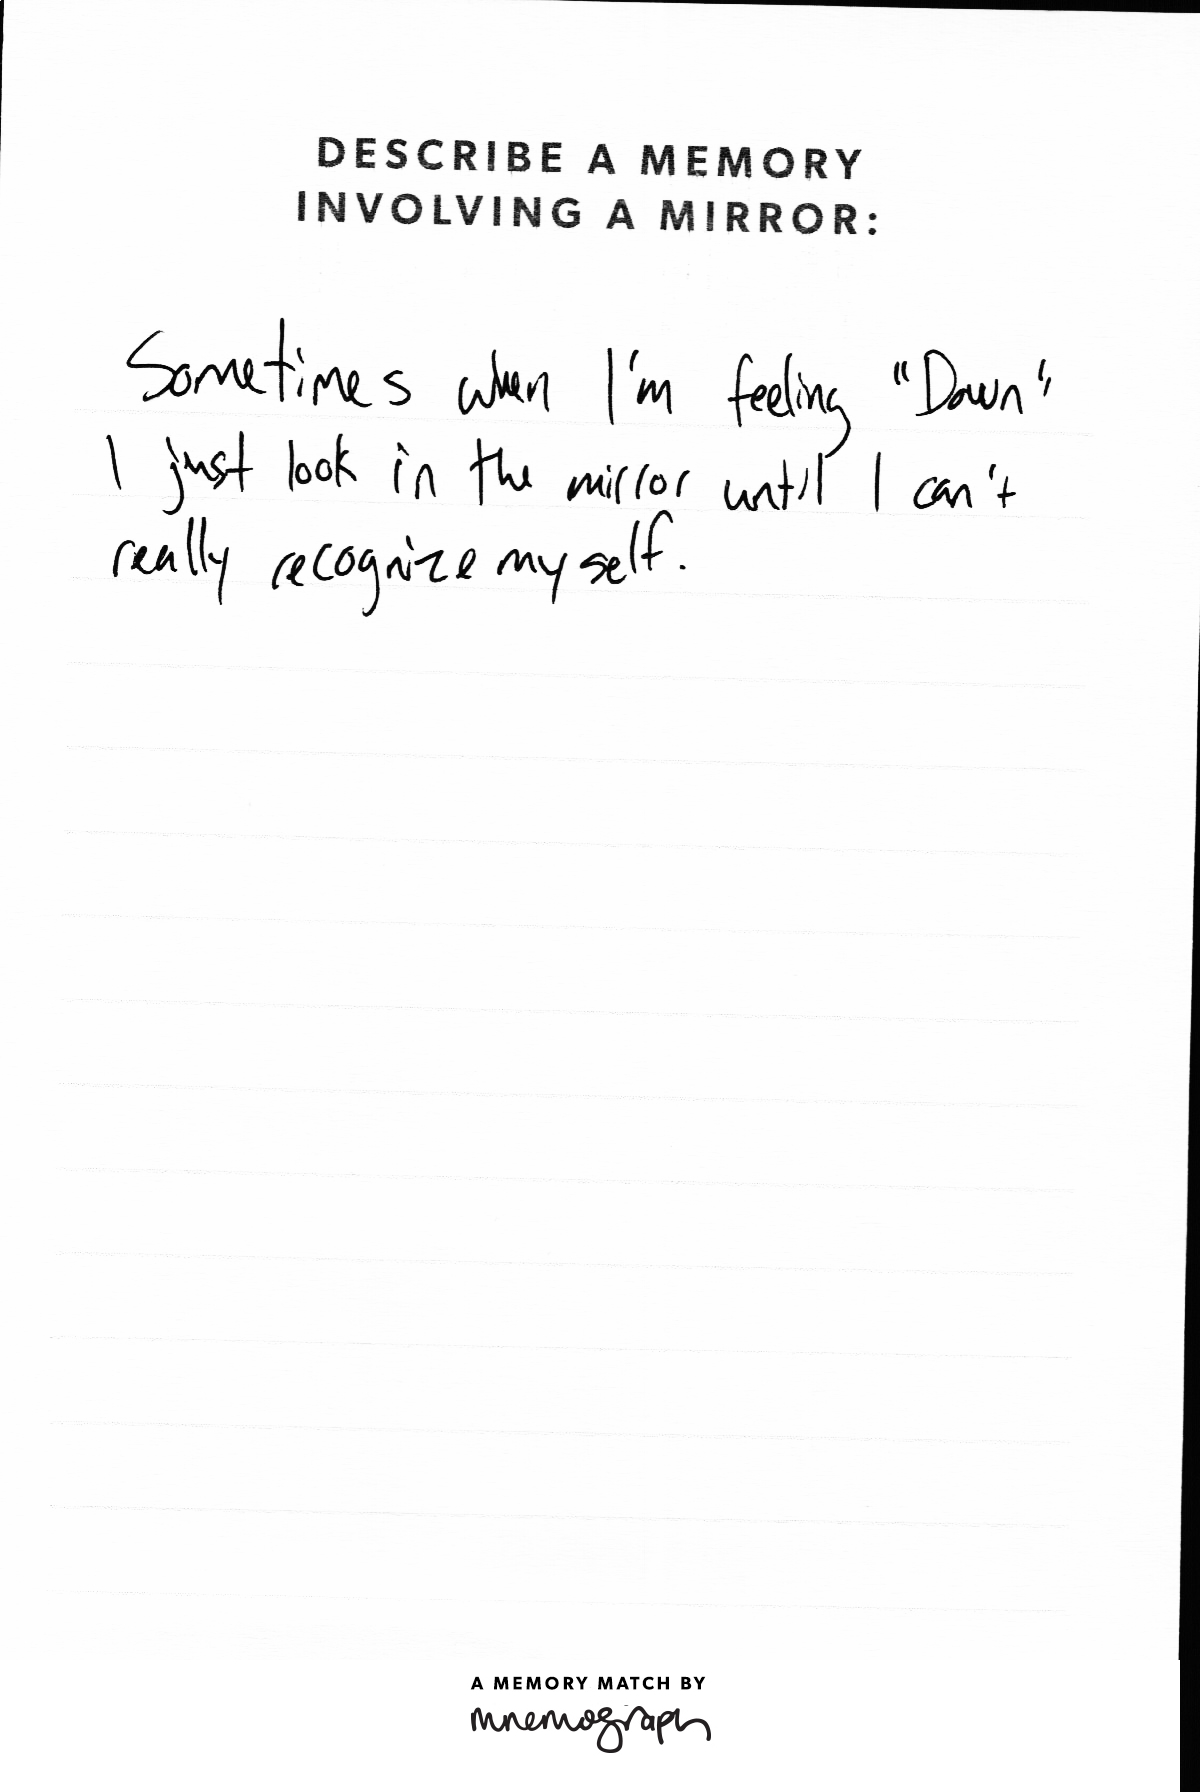 DESCRIBE A MEMORY
INVOLVING A MIRROR:
Sometimes when I'm feeling "Down"
I just look in the mirror until I can't
really recognize myself.
A MEMORY MATCH BY
mnemograph